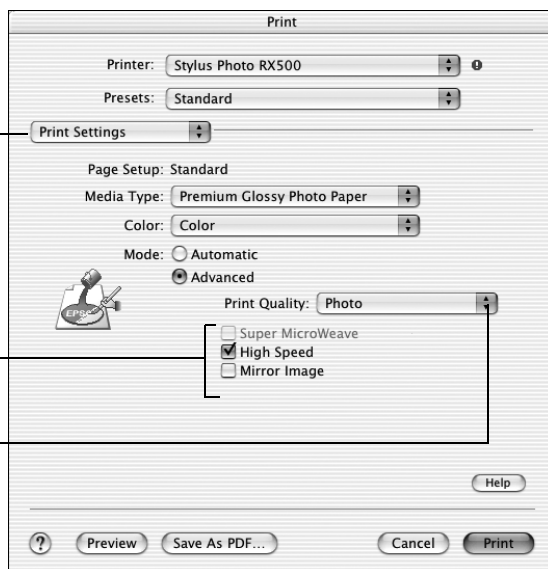 Print
Printer: Stylus Photo RX500
Presets: Standard
Print Settings
Page Setup: Standard
Media Type: Premium Glossy Photo Paper
Color: Color
Mode: Automatic
Advanced
EPSO
Print Quality: Photo
Super MicroWeave
High Speed
Mirror Image
Help
? Preview Save As PDF... Cancel Print